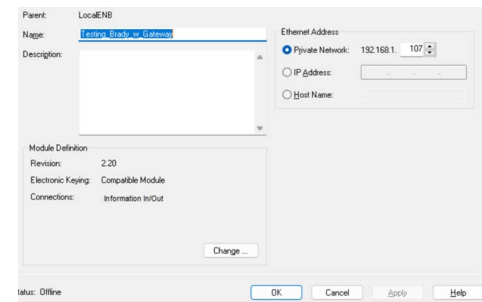 Parent: LocalENB
Name: Testing_Brady_w_Gateway
Description:
Ethernet Address
Private Network: 192.168.1. 107
IP Address: . . .
Host Name:
Module Definition
Revision: 2.20
Electronic Keying: Compatible Module
Connections: Information In/Out
Change ...
tatus: Offline
OK Cancel Apply Help